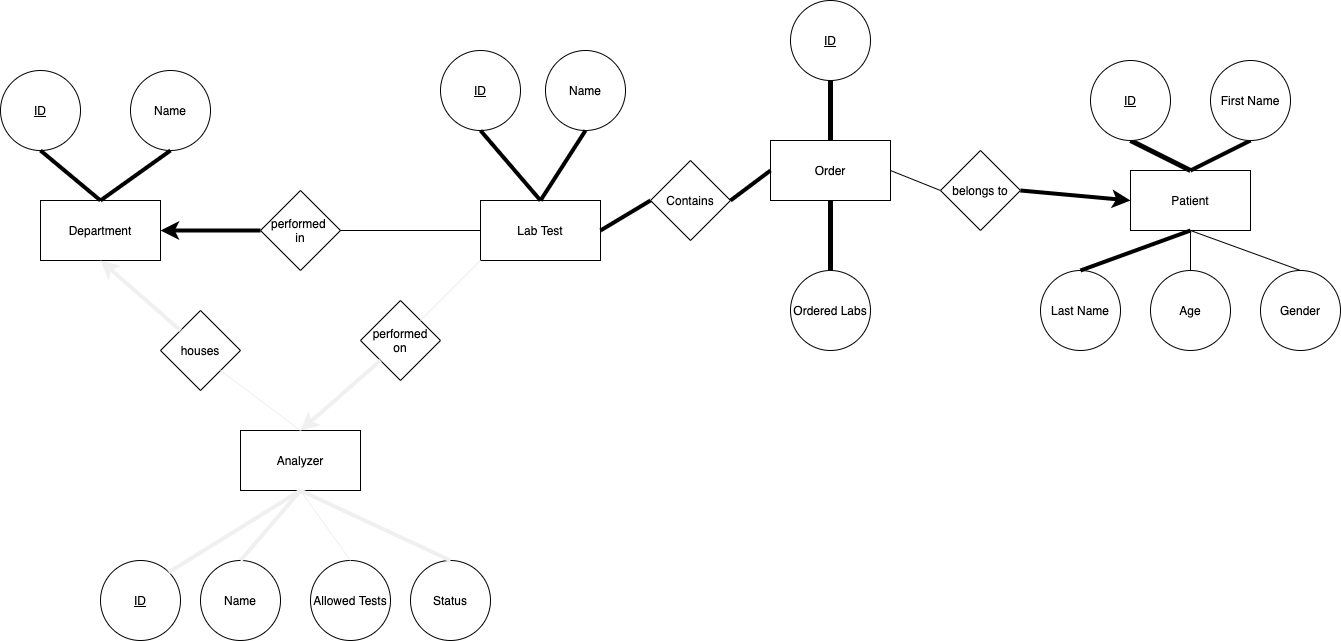 ID
ID
Name
ID
First Name
ID
Name
Order
belongs to
Patient
Contains
Department
performed
in
Lab Test
Last Name
Age
Gender
Ordered Labs
houses
performed
on
Analyzer
ID
Name
Allowed Tests
Status